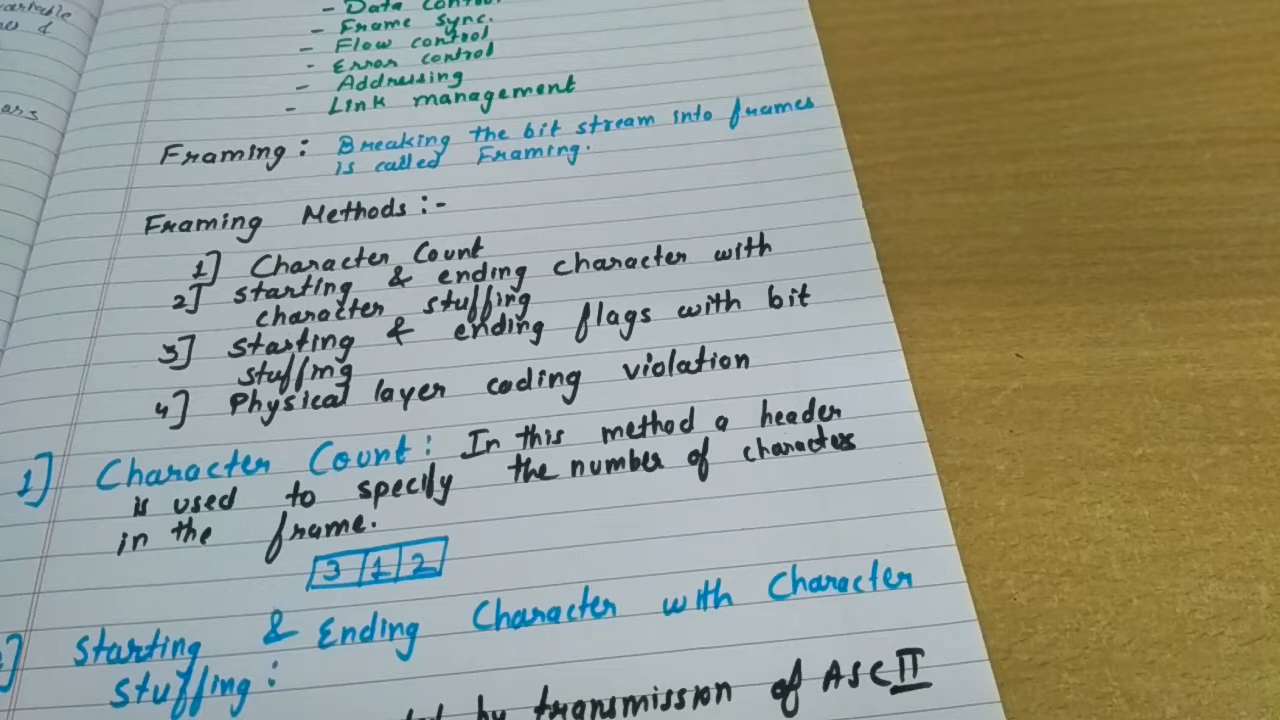 - Data
- Frame sync.
- Flow control
- Error control
- Addressing
- Link management
Framing: Breaking the bit stream into frames
is called Framing.
Framing Methods:-
1] Character Count
2] starting & ending character with
character stuffing
3] starting & ending flags with bit
stuffing
4] Physical layer coding violation
1] Character Count: In this method a header
is used to specify the number of characters
in the frame.
3 1 2
] Starting & Ending Character with Character
stuffing:
by transmission of ASCII